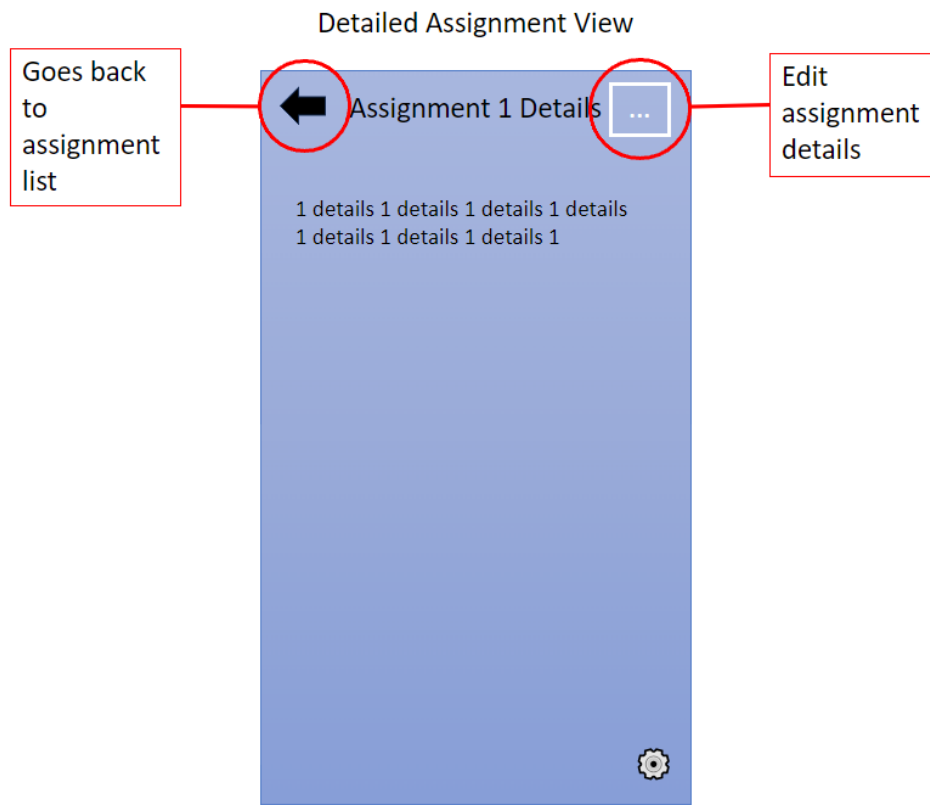 Detailed Assignment View
Goes back
to
assignment
list
Assignment 1 Details
...
Edit
assignment
details
1 details 1 details 1 details 1 details
1 details 1 details 1 details 1